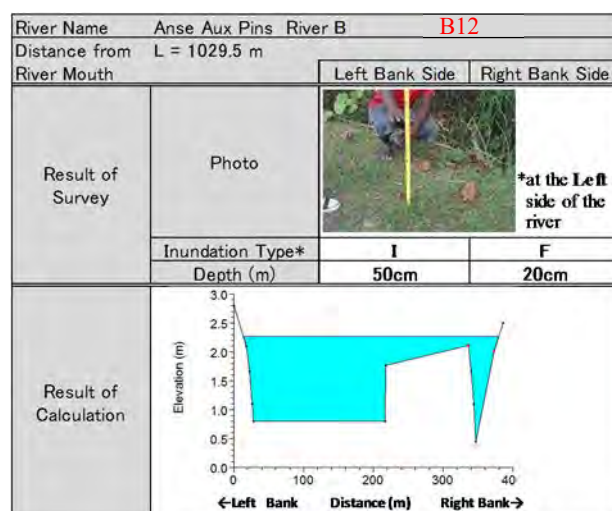 River Name Anse Aux Pins River B B12
Distance from River Mouth L = 1029.5 m
Left Bank Side Right Bank Side
Result of Survey
Photo
*at the Left
side of the
river
Inundation Type* I F
Depth (m) 50cm 20cm
Result of Calculation
Elevation (m)
3.0
2.5
2.0
1.5
1.0
0.5
0.0
0 100 200 300 40
←Left Bank Distance (m) Right Bank→